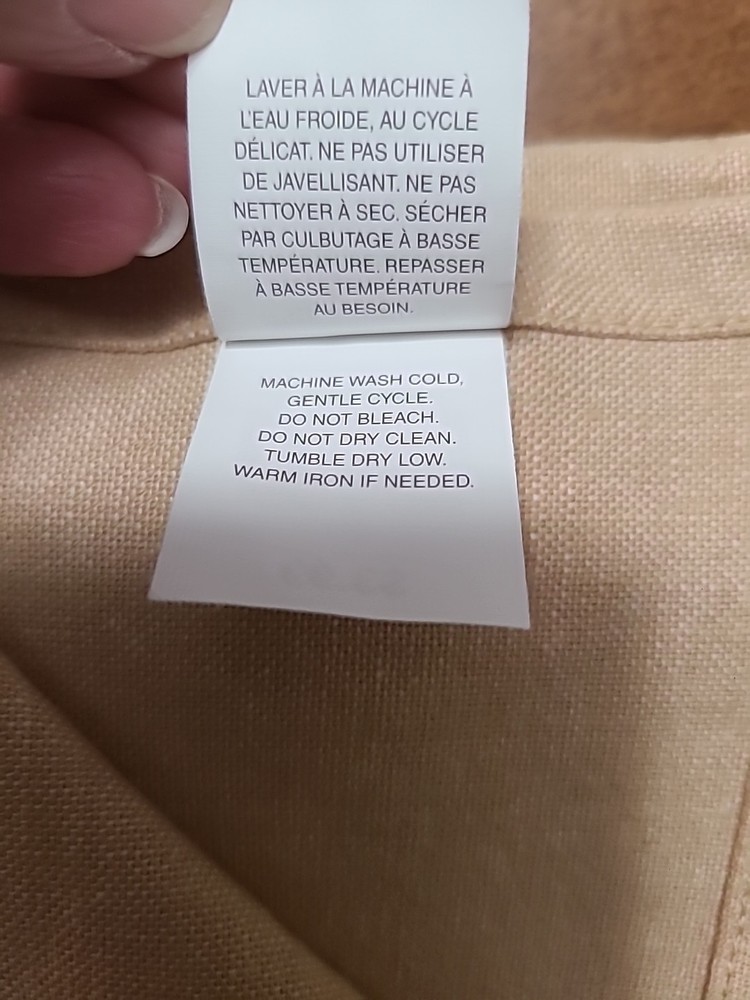 LAVER À LA MACHINE À
L'EAU FROIDE, AU CYCLE
DÉLICAT. NE PAS UTILISER
DE JAVELLISANT. NE PAS
NETTOYER À SEC. SÉCHER
PAR CULBUTAGE À BASSE
TEMPÉRATURE. REPASSER
À BASSE TEMPÉRATURE
AU BESOIN.
MACHINE WASH COLD,
GENTLE CYCLE.
DO NOT BLEACH.
DO NOT DRY CLEAN.
TUMBLE DRY LOW.
WARM IRON IF NEEDED.